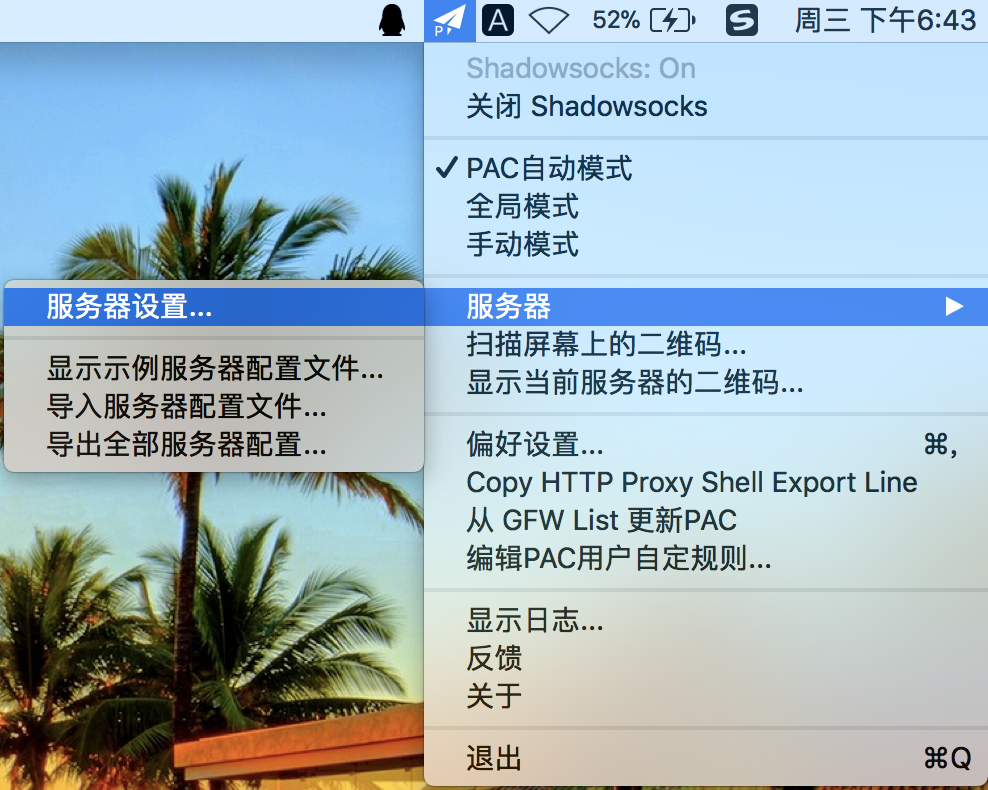 P A 52% S 周三 下午6:43
Shadowsocks: On
关闭 Shadowsocks
✓ PAC自动模式
全局模式
手动模式
服务器
扫描屏幕上的二维码...
显示当前服务器的二维码...
偏好设置... ⌘,
Copy HTTP Proxy Shell Export Line
从 GFW List 更新PAC
编辑PAC用户自定规则...
显示日志...
反馈
关于
退出 ⌘Q
服务器设置...
显示示例服务器配置文件...
导入服务器配置文件...
导出全部服务器配置...